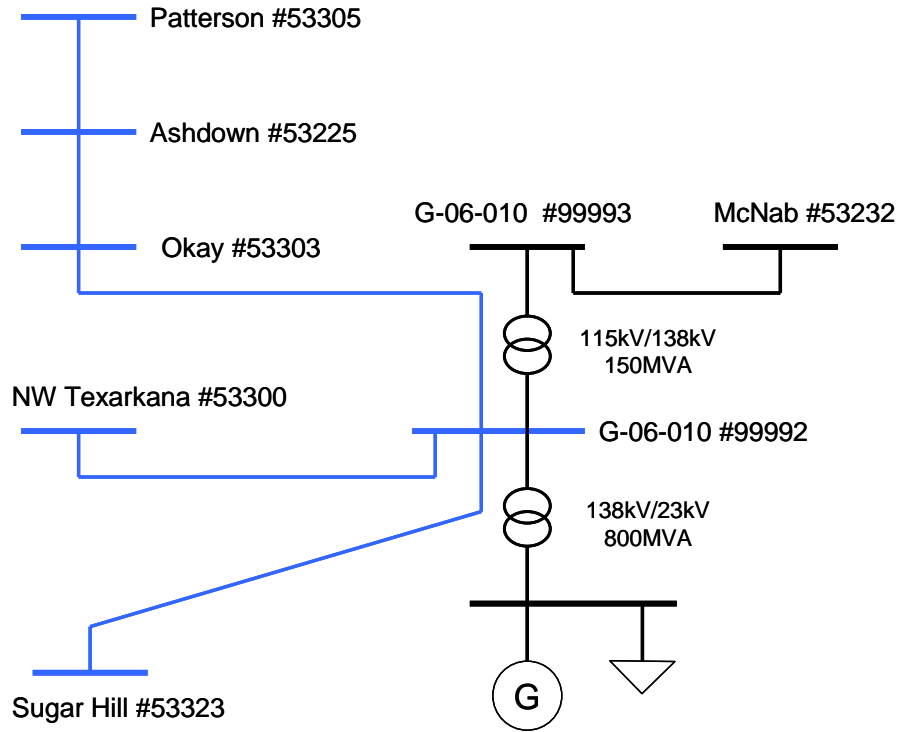 Patterson #53305
Ashdown #53225
G-06-010 #99993
McNab #53232
Okay #53303
115kV/138kV
150MVA
NW Texarkana #53300
G-06-010 #99992
138kV/23kV
800MVA
G
Sugar Hill #53323